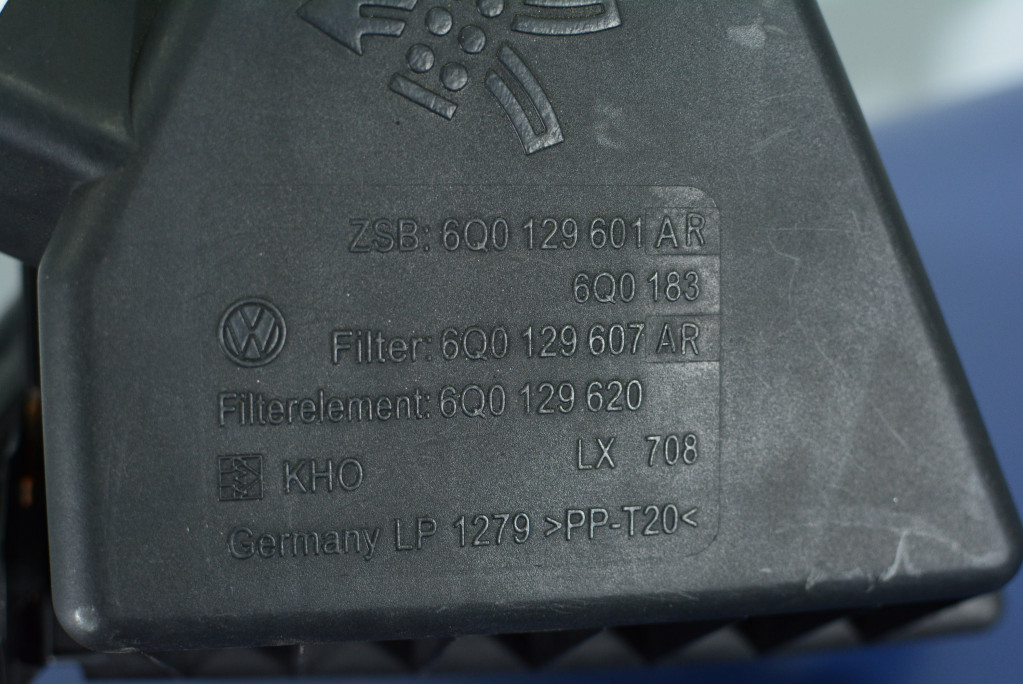 ZSB: 6Q0 129 601 AR
6Q0 183
VW
Filter: 6Q0 129 607 AR
Filterelement: 6Q0 129 620
LX 708
KHO
Germany LP 1279 >PP-T20<